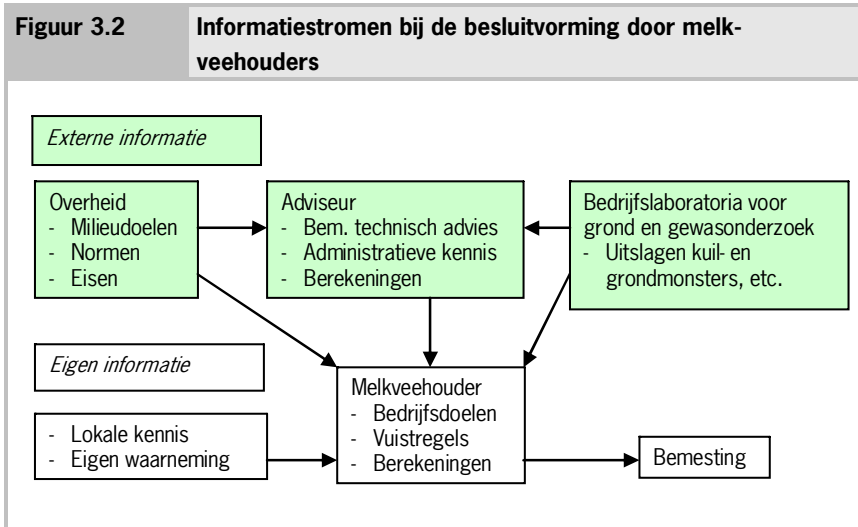 Figuur 3.2
Informatiestromen bij de besluitvorming door melk-
veehouders
Externe informatie
Overheid
- Milieudoelen
- Normen
- Eisen
Adviseur
- Bem. technisch advies
- Administratieve kennis
- Berekeningen
Bedrijfslaboratoria voor
grond en gewasonderzoek
- Uitslagen kuil- en
grondmonsters, etc.
Eigen informatie
- Lokale kennis
- Eigen waarneming
Melkveehouder
- Bedrijfsdoelen
- Vuistregels
- Berekeningen
Bemesting